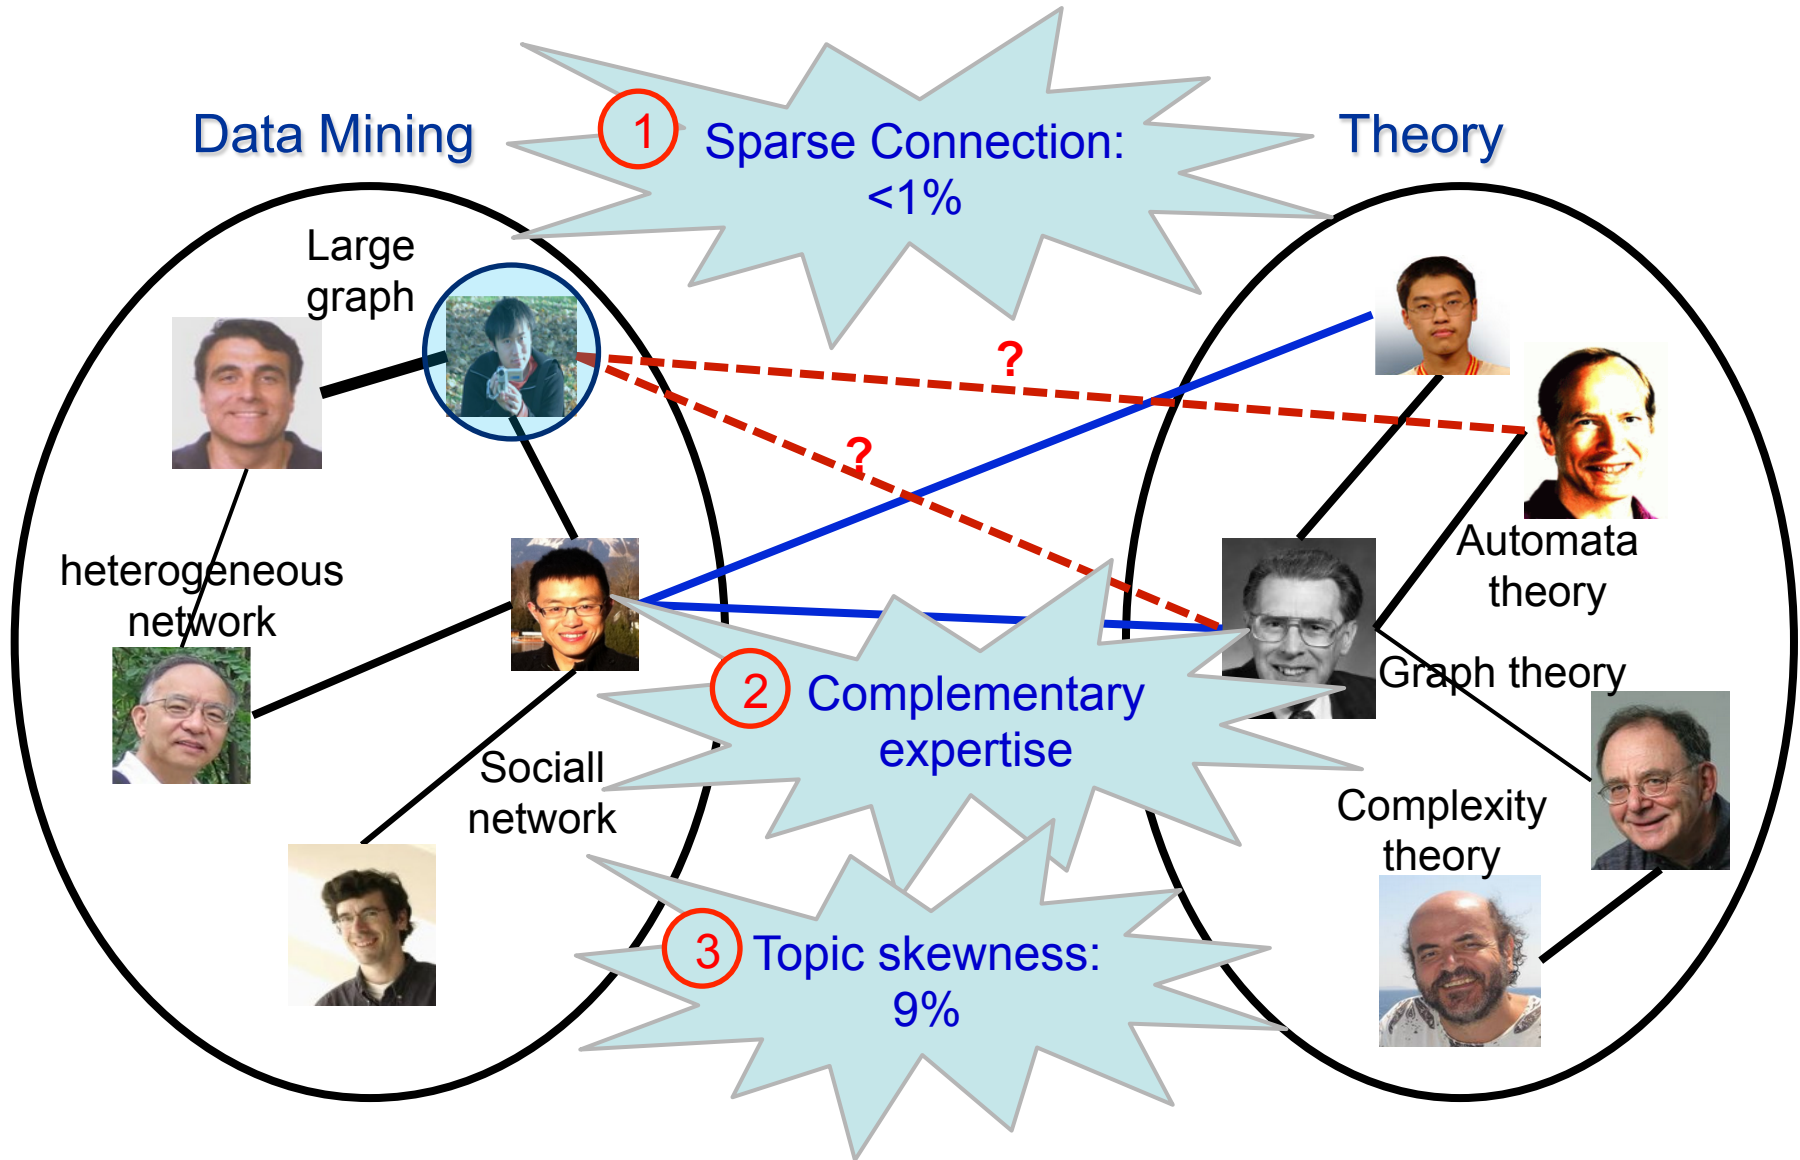 Data Mining
1
Sparse Connection:
<1%
Theory
Large
graph
?
?
heterogeneous
network
Automata
theory
2
Complementary
expertise
Graph theory
Sociall
network
Complexity
theory
3
Topic skewness:
9%